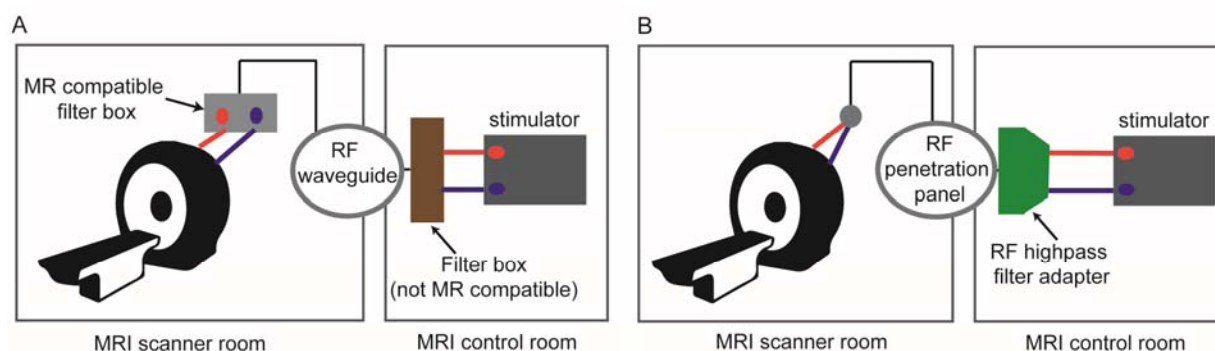 A
MR compatible
filter box
RF
waveguide
stimulator
Filter box
(not MR compatible)
MRI scanner room
MRI control room
B
RF
penetration
panel
stimulator
RF highpass
filter adapter
MRI scanner room
MRI control room